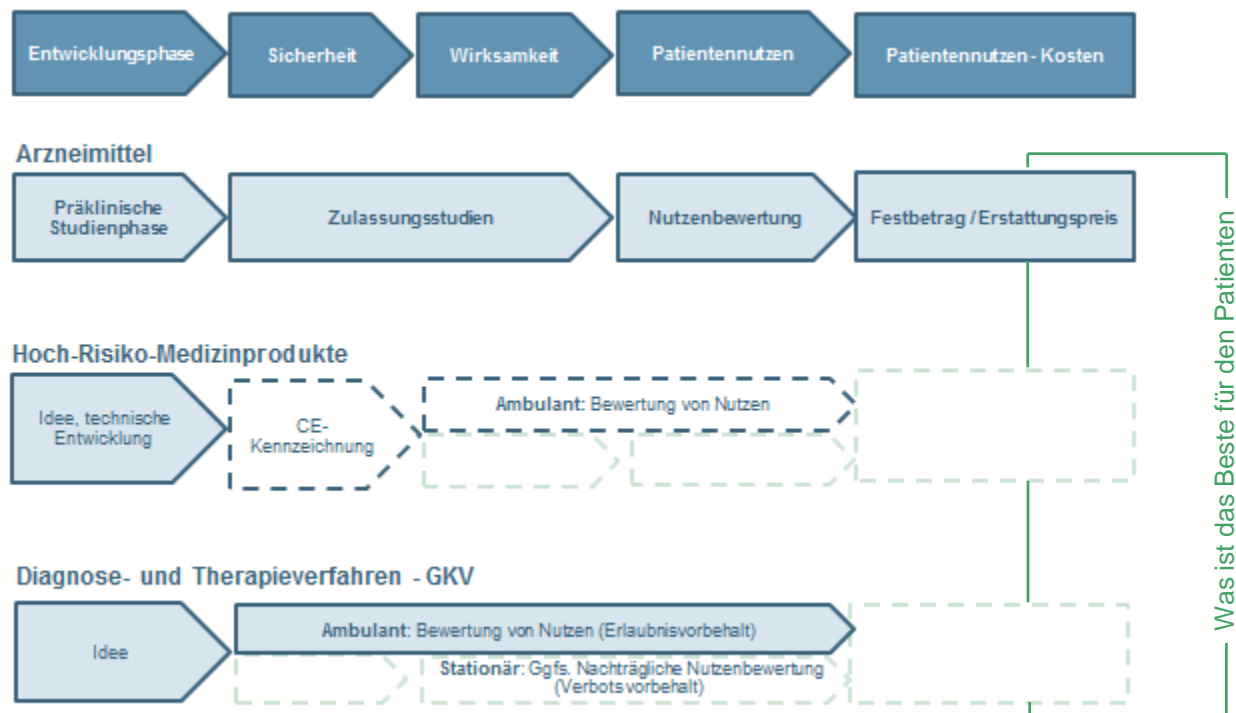 Entwicklungsphase
Sicherheit
Wirksamkeit
Patientennutzen
Patientennutzen - Kosten
Arzneimittel
Präklinische
Studienphase
Zulassungsstudien
Nutzenbewertung
Festbetrag / Erstattungspreis
Hoch-Risiko-Medizinprodukte
Idee, technische
Entwicklung
CE-
Kennzeichnung
Ambulant: Bewertung von Nutzen
Diagnose- und Therapieverfahren - GKV
Idee
Ambulant: Bewertung von Nutzen (Erlaubnisvorbehalt)
Stationär: Ggfs. Nachträgliche Nutzenbewertung
(Verbotsvorbehalt)
Was ist das Beste für den Patienten